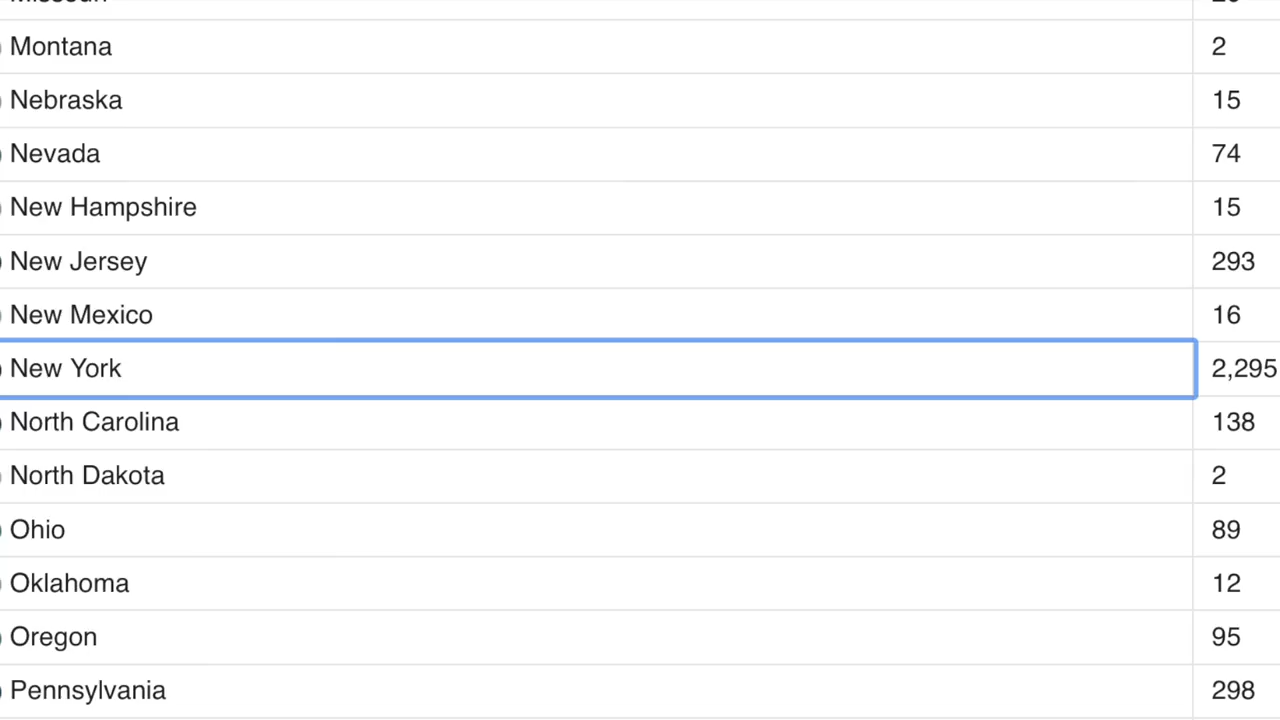 Montana 2
Nebraska 15
Nevada 74
New Hampshire 15
New Jersey 293
New Mexico 16
New York 2,295
North Carolina 138
North Dakota 2
Ohio 89
Oklahoma 12
Oregon 95
Pennsylvania 298